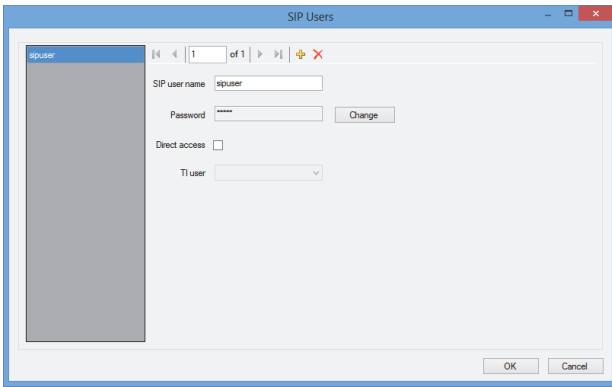 SIP Users
sipuser
1 of 1
SIP user name sipuser
Password ***** Change
Direct access
TI user
OK Cancel